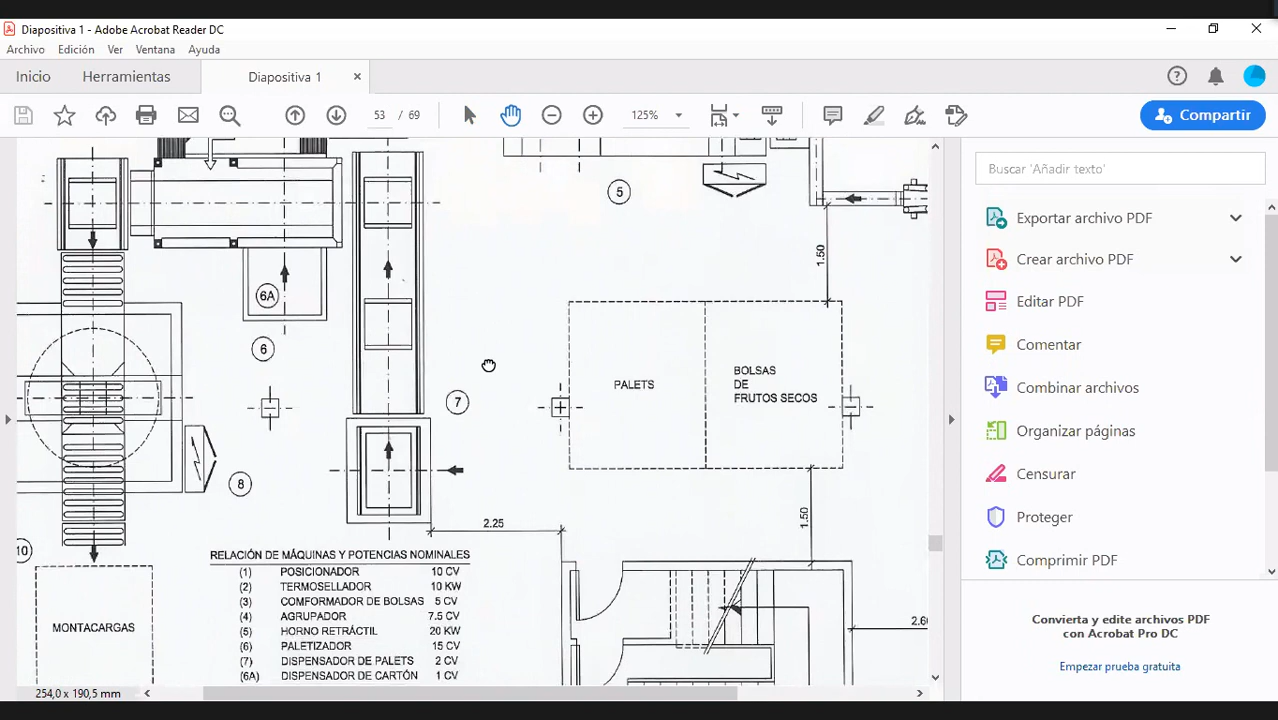 Diapositiva 1 - Adobe Acrobat Reader DC
Archivo Edición Ver Ventana Ayuda
Inicio Herramientas Diapositiva 1
53 / 69 125% Compartir
Buscar 'Añadir texto'
Exportar archivo PDF
Crear archivo PDF
Editar PDF
Comentar
Combinar archivos
Organizar páginas
Censurar
Proteger
Comprimir PDF
Convierta y edite archivos PDF
con Acrobat Pro DC
Empezar prueba gratuita
5
1.50
6A
6
7
PALETS
BOLSAS
DE
FRUTOS SECOS
8
10
2.25
1.50
RELACIÓN DE MÁQUINAS Y POTENCIAS NOMINALES
(1) POSICIONADOR 10 CV
(2) TERMOSELLADOR 10 KW
(3) COMFORMADOR DE BOLSAS 5 CV
(4) AGRUPADOR 7.5 CV
(5) HORNO RETRÁCTIL 20 KW
(6) PALETIZADOR 15 CV
(7) DISPENSADOR DE PALETS 2 CV
(6A) DISPENSADOR DE CARTÓN 1 CV
MONTACARGAS
254,0 x 190,5 mm